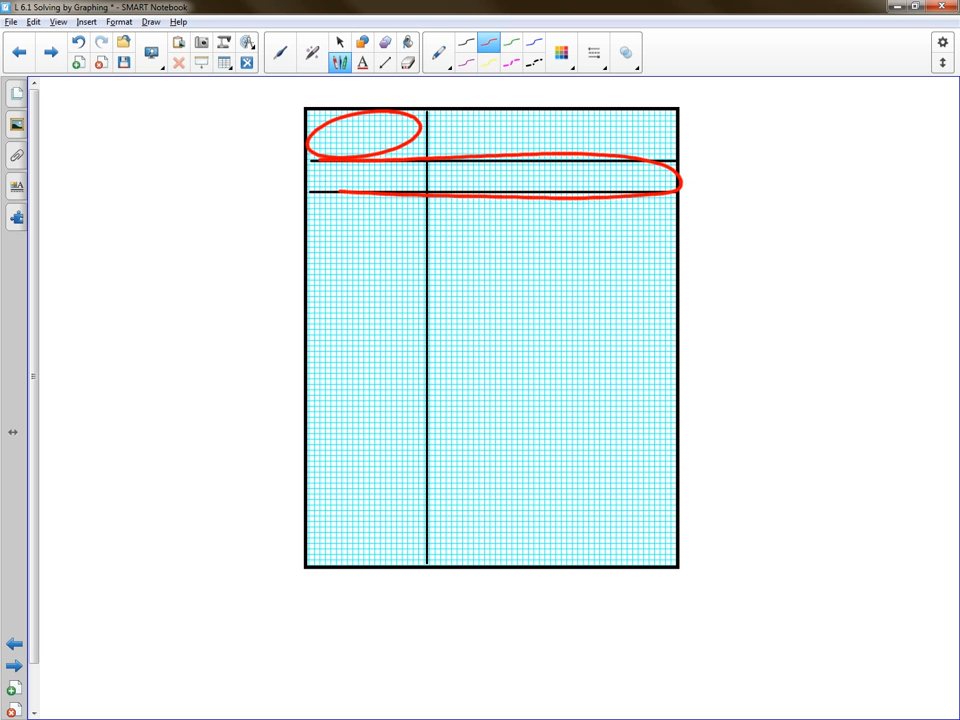 L 6.1 Solving by Graphing * - SMART Notebook
File Edit View Insert Format Draw Help